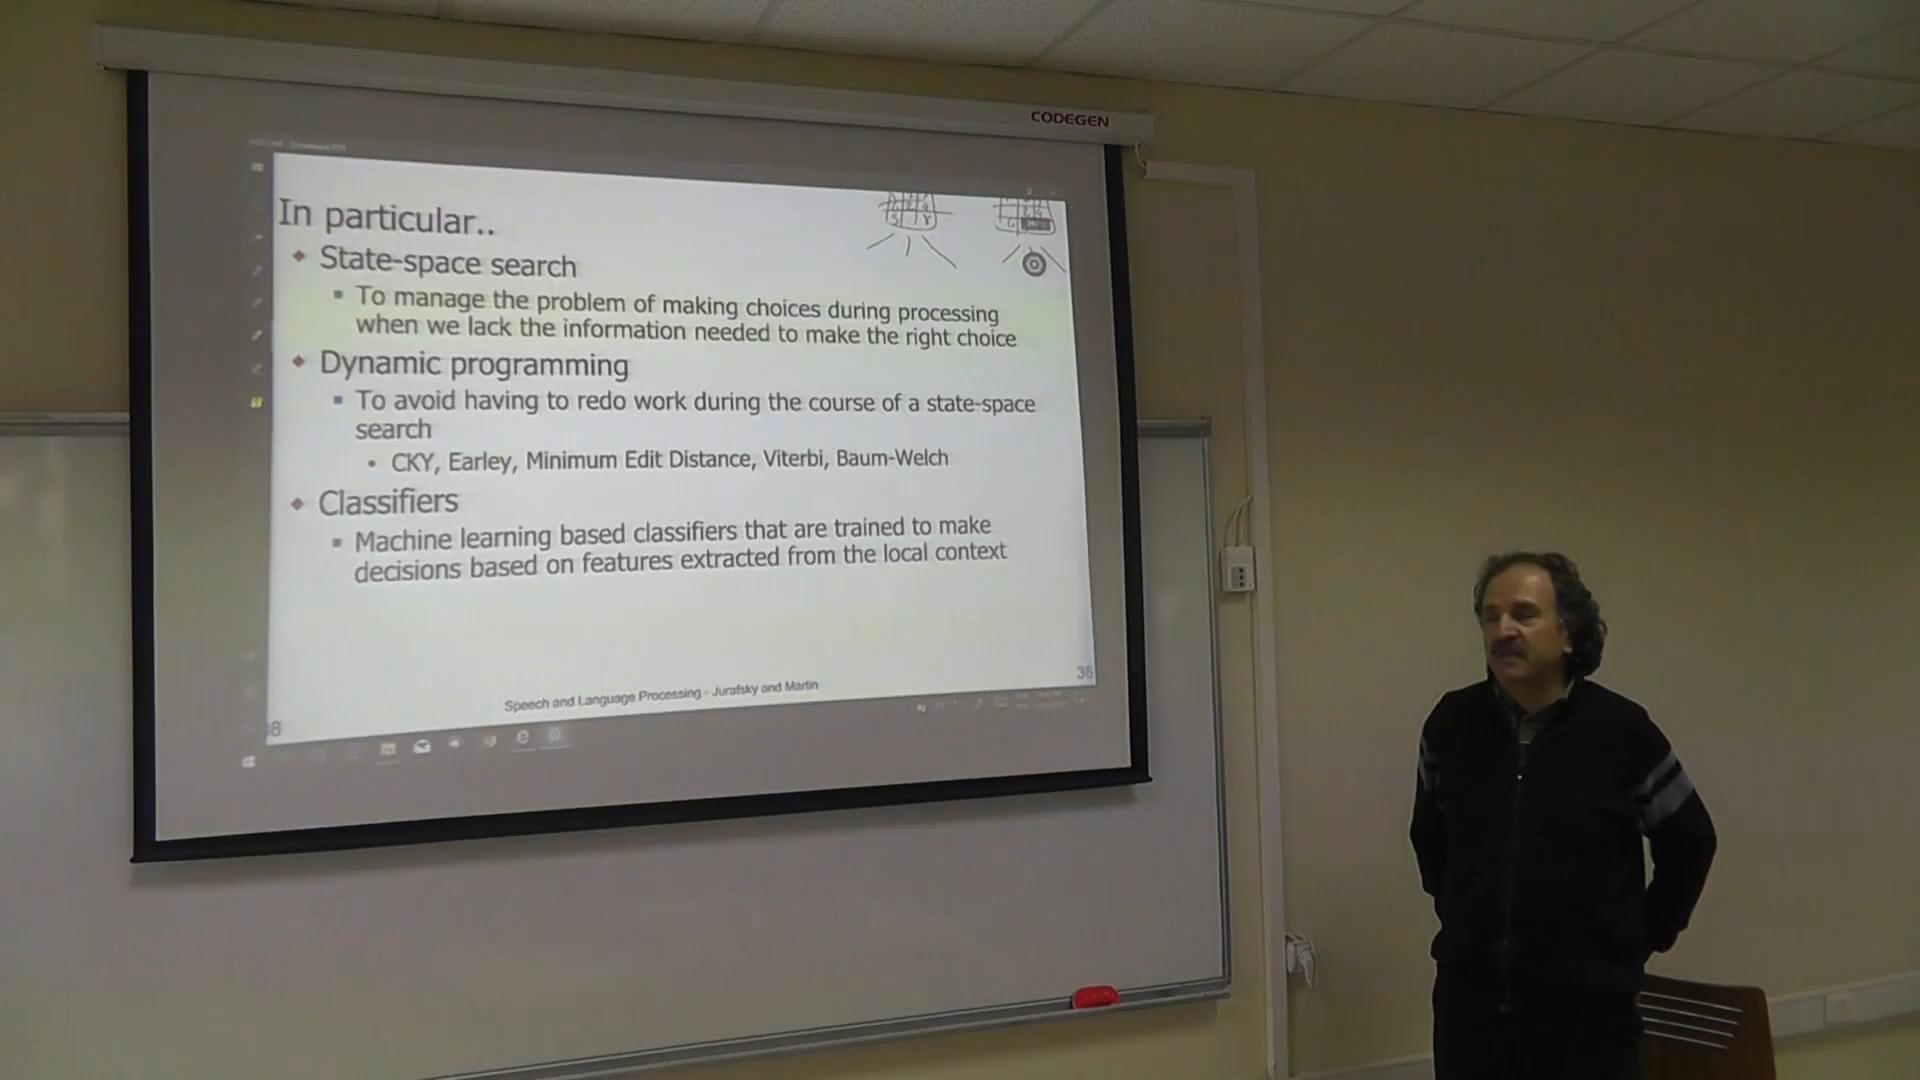 CODEGEN
In particular..
State-space search
To manage the problem of making choices during processing
when we lack the information needed to make the right choice
Dynamic programming
To avoid having to redo work during the course of a state-space
search
• CKY, Earley, Minimum Edit Distance, Viterbi, Baum-Welch
Classifiers
Machine learning based classifiers that are trained to make
decisions based on features extracted from the local context
Speech and Language Processing - Jurafsky and Martin
36
8